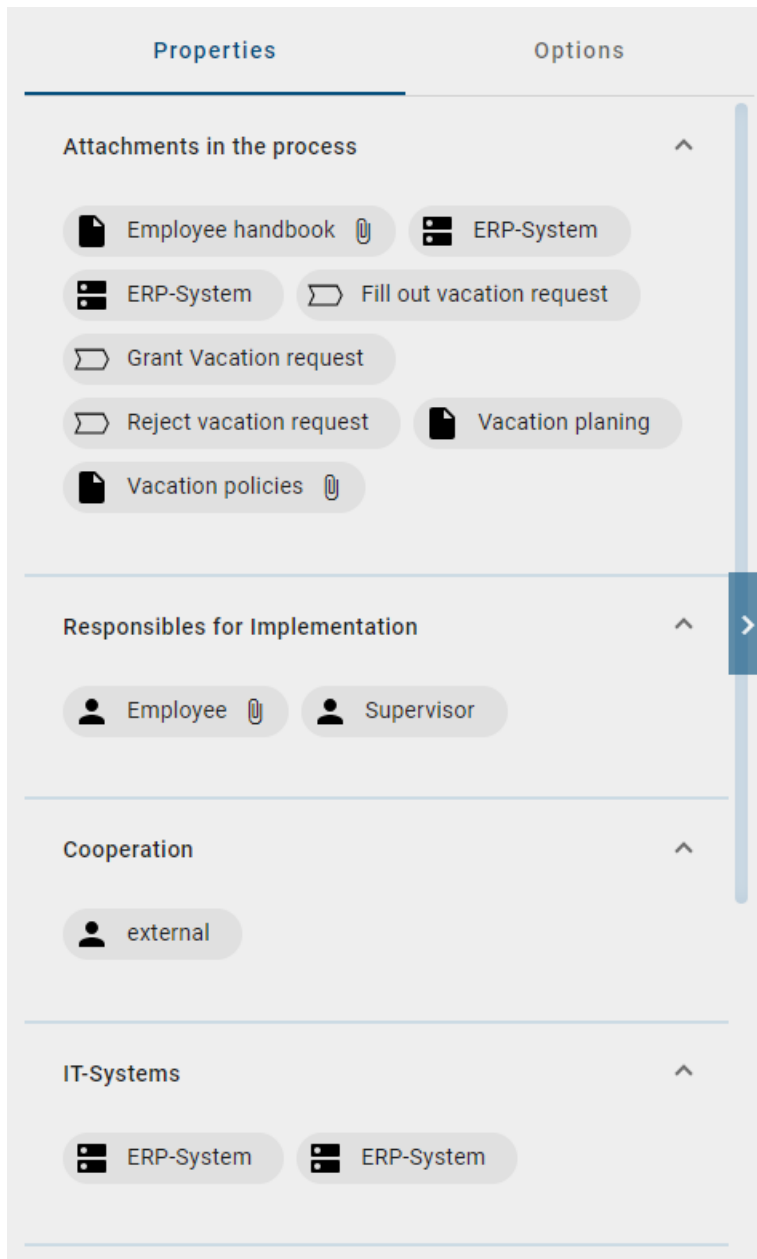 Properties Options
Attachments in the process
Employee handbook ERP-System
ERP-System Fill out vacation request
Grant Vacation request
Reject vacation request Vacation planing
Vacation policies
Responsibles for Implementation
Employee Supervisor
Cooperation
external
IT-Systems
ERP-System ERP-System